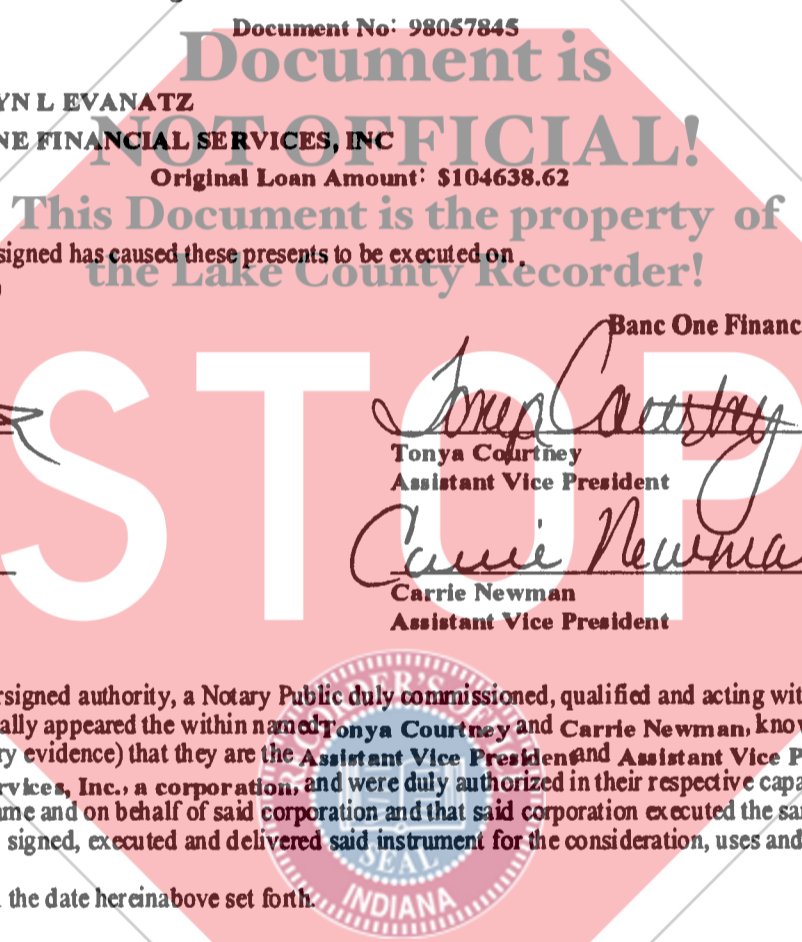 Document No: 98057845
Document is
YN L EVANATZ
NE FINANCIAL SERVICES, INC
NOT OFFICIAL!
Original Loan Amount: $104638.62
This Document is the property of
signed has caused these presents to be executed on .
the Lake County Recorder!
Banc One Financ
STOP
Tonya Courtney
Tonya Courtney
Assistant Vice President
Carrie Newman
Carrie Newman
Assistant Vice President
rsigned authority, a Notary Public duly commissioned, qualified and acting wit
ally appeared the within named Tonya Courtney and Carrie Newman, know
ry evidence) that they are the Assistant Vice President and Assistant Vice P
rvices, Inc., a corporation, and were duly authorized in their respective capa
ame and on behalf of said corporation and that said corporation executed the sa
signed, executed and delivered said instrument for the consideration, uses and
the date hereinabove set forth.
RECORDER'S OFFICE
SEAL
INDIANA